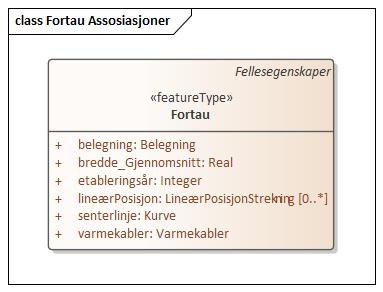 class Fortau Assosiasjoner
Fellesegenskaper
«featureType»
Fortau
+ belegning: Belegning
+ bredde_Gjennomsnitt: Real
+ etableringsår: Integer
+ lineærPosisjon: LineærPosisjonStrekning [0..*]
+ senterlinje: Kurve
+ varmekabler: Varmekabler